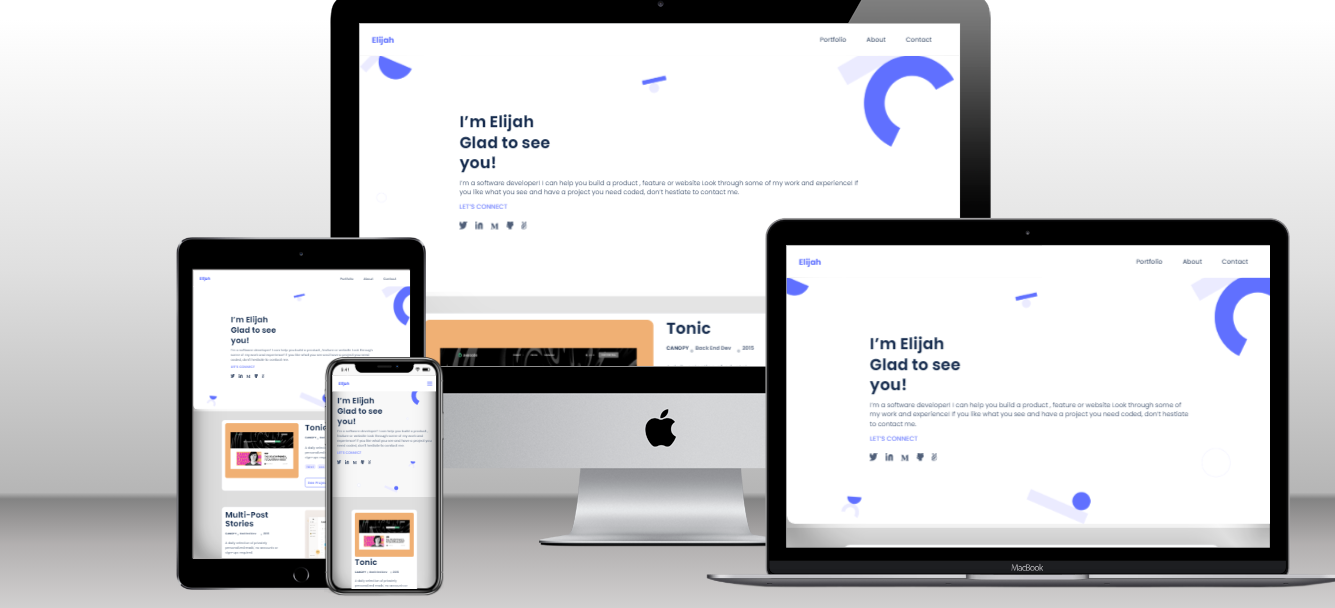 Elijah
Portfolio About Contact
I'm Elijah
Glad to see
you!
I'm a software developer! I can help you build a product , feature or website Look through some of my work and experience! If
you like what you see and have a project you need coded, don't hestiate to contact me.
LET'S CONNECT
Tonic
CANOPY Back End Dev 2015
Elijah
Portfolio About Contact
I'm Elijah
Glad to see
you!
LET'S CONNECT
Tonic
Multi-Post
Stories
Elijah
I'm Elijah
Glad to see
you!
LET'S CONNECT
Tonic
Elijah
Portfolio About Contact
I'm Elijah
Glad to see
you!
I'm a software developer! I can help you build a product , feature or website Look through some of
my work and experience! If you like what you see and have a project you need coded, don't hestiate
to contact me.
LET'S CONNECT
MacBook